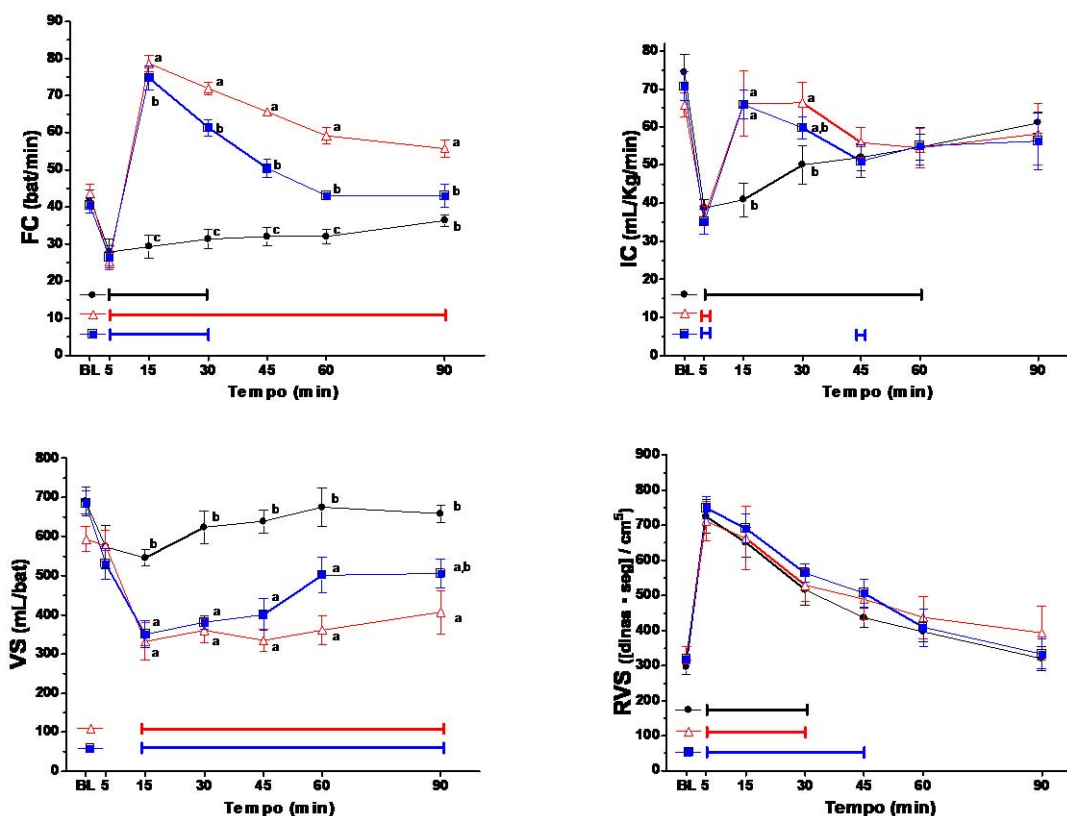 FC (bat/min)
90
80
70
60
50
40
30
20
10
0
a
a
a
a
a
b
b
b
b
b
c
c
c
c
b
BL 5 15 30 45 60 90
Tempo (min)
IC (mL/Kg/min)
70
60
50
40
30
20
10
0
a
a
a
a,b
b
b
BL 5 15 30 45 60 90
Tempo (min)
VS (mL/bat)
800
700
600
500
400
300
200
100
0
b
b
b
b
b
a
a
a
a
a,b
a
a
a
a
a
BL 5 15 30 45 60 90
Tempo (min)
RVS ([dinas · seg] / cm⁵)
900
800
700
600
500
400
300
200
100
0
BL 5 15 30 45 60 90
Tempo (min)